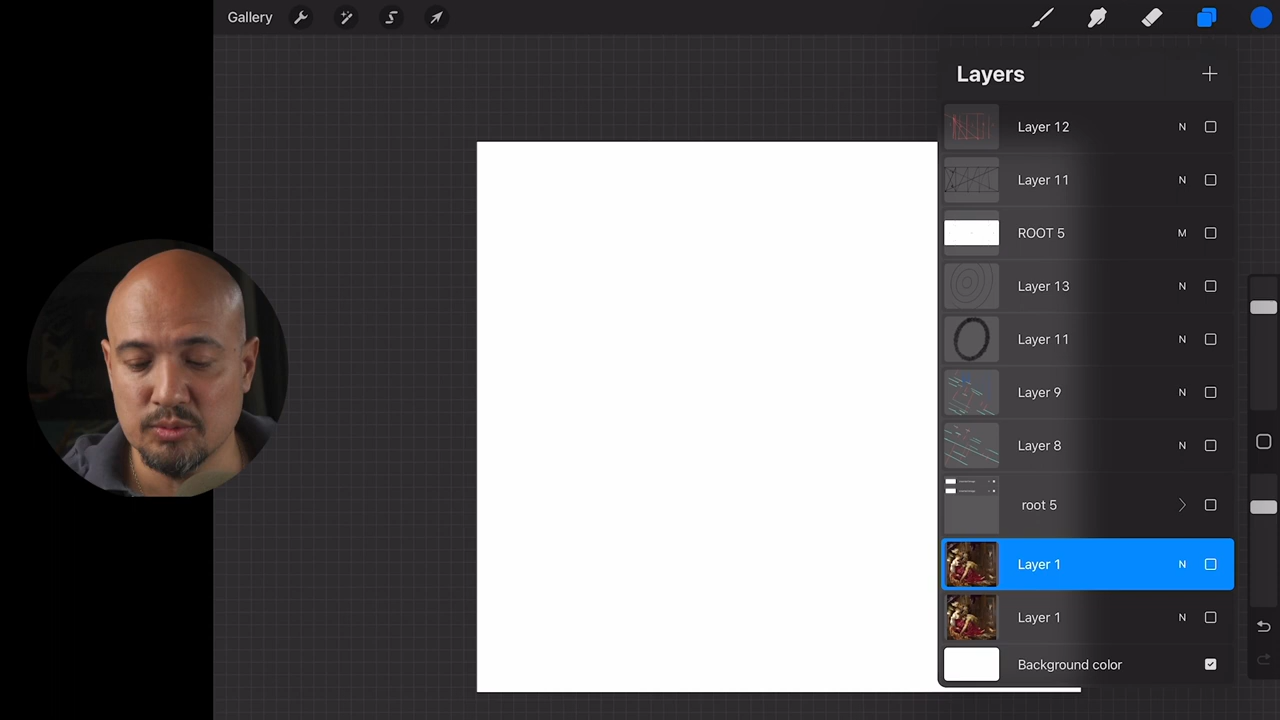 Gallery
Layers
Layer 12 N
Layer 11 N
ROOT 5 M
Layer 13 N
Layer 11 N
Layer 9 N
Layer 8 N
root 5
Layer 1 N
Layer 1 N
Background color